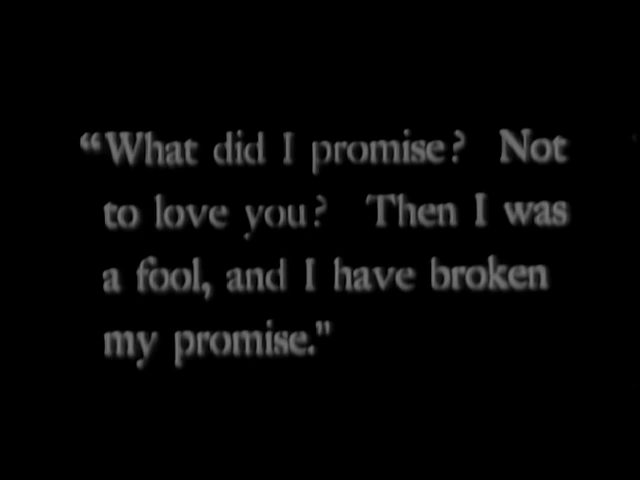 “What did I promise? Not
to love you? Then I was
a fool, and I have broken
my promise."